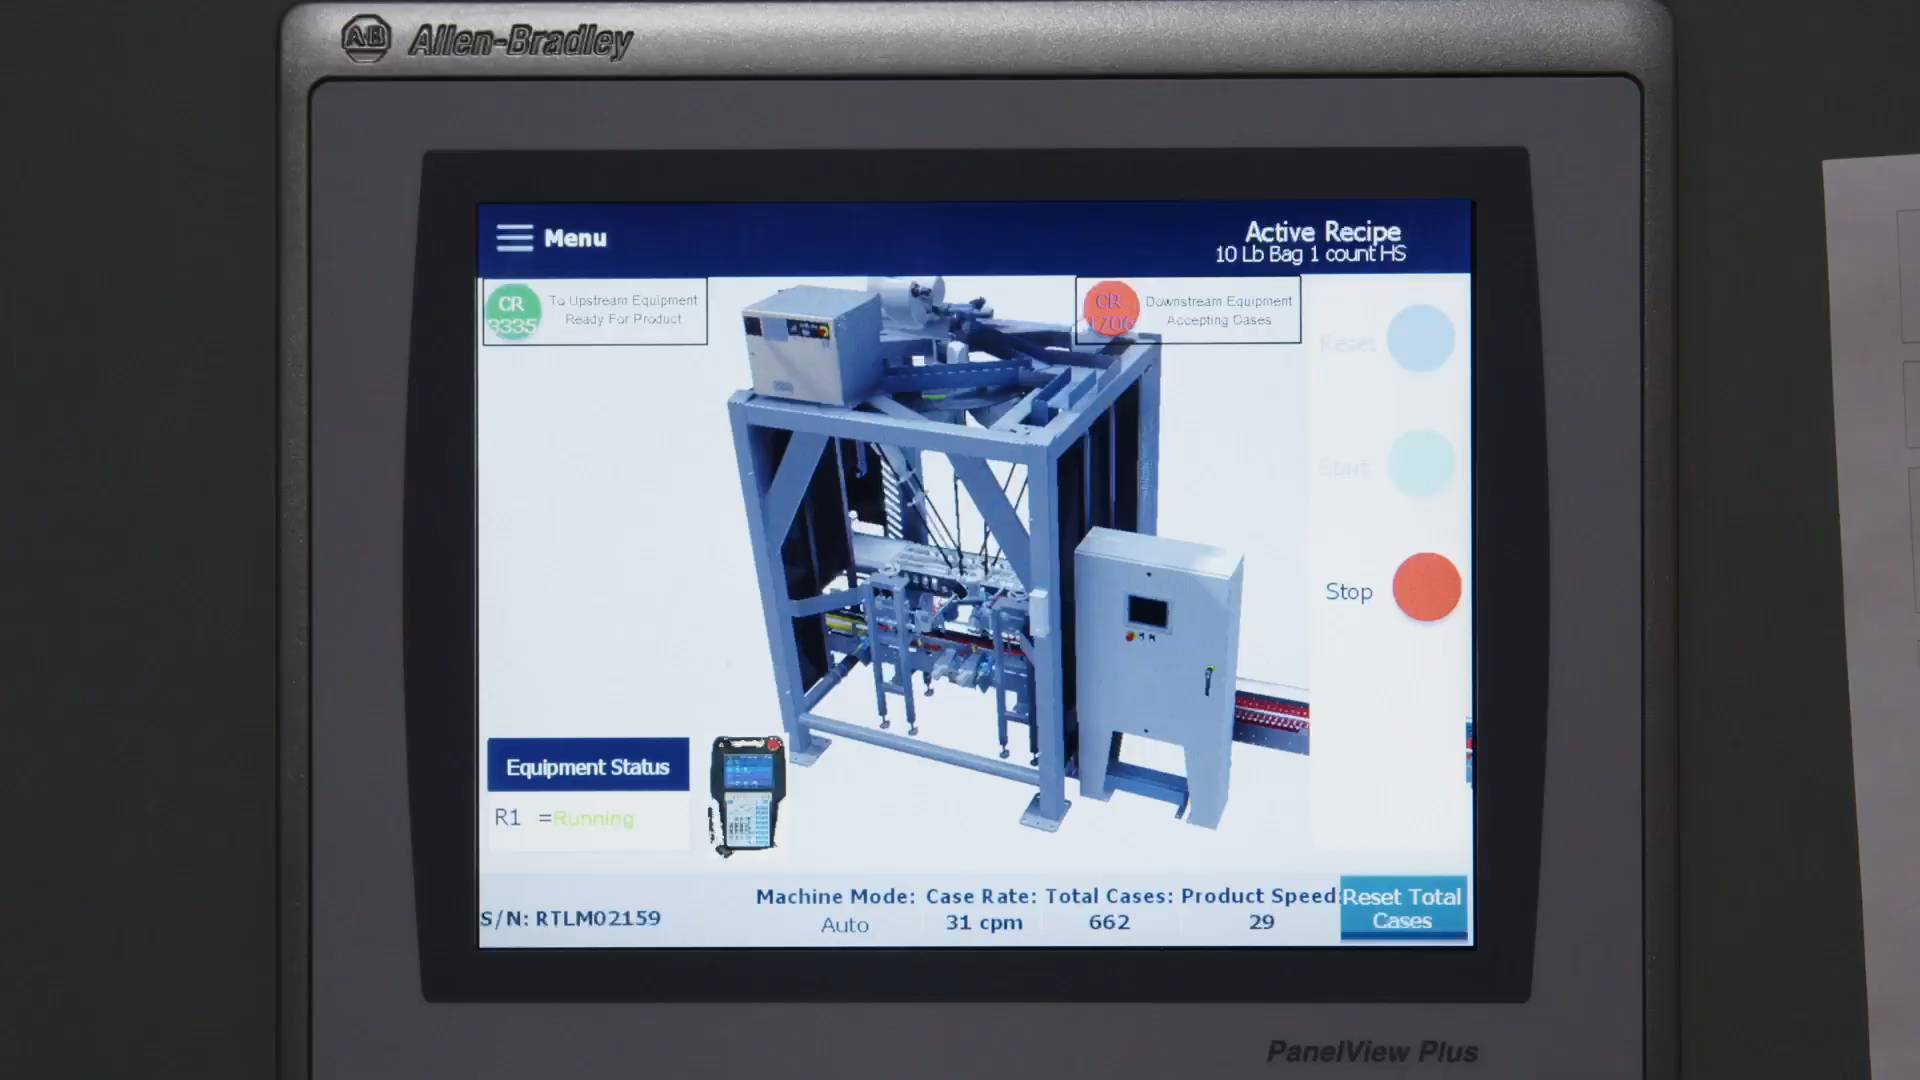 AB Allen-Bradley
Menu
Active Recipe
10 Lb Bag 1 count HS
CR
3335
To Upstream Equipment
Ready For Product
CR
1706
Downstream Equipment
Accepting Cases
Reset
Start
Stop
Equipment Status
R1 =Running
S/N: RTLM02159
Machine Mode: Case Rate: Total Cases: Product Speed:
Auto 31 cpm 662 29
Reset Total
Cases
PanelView Plus